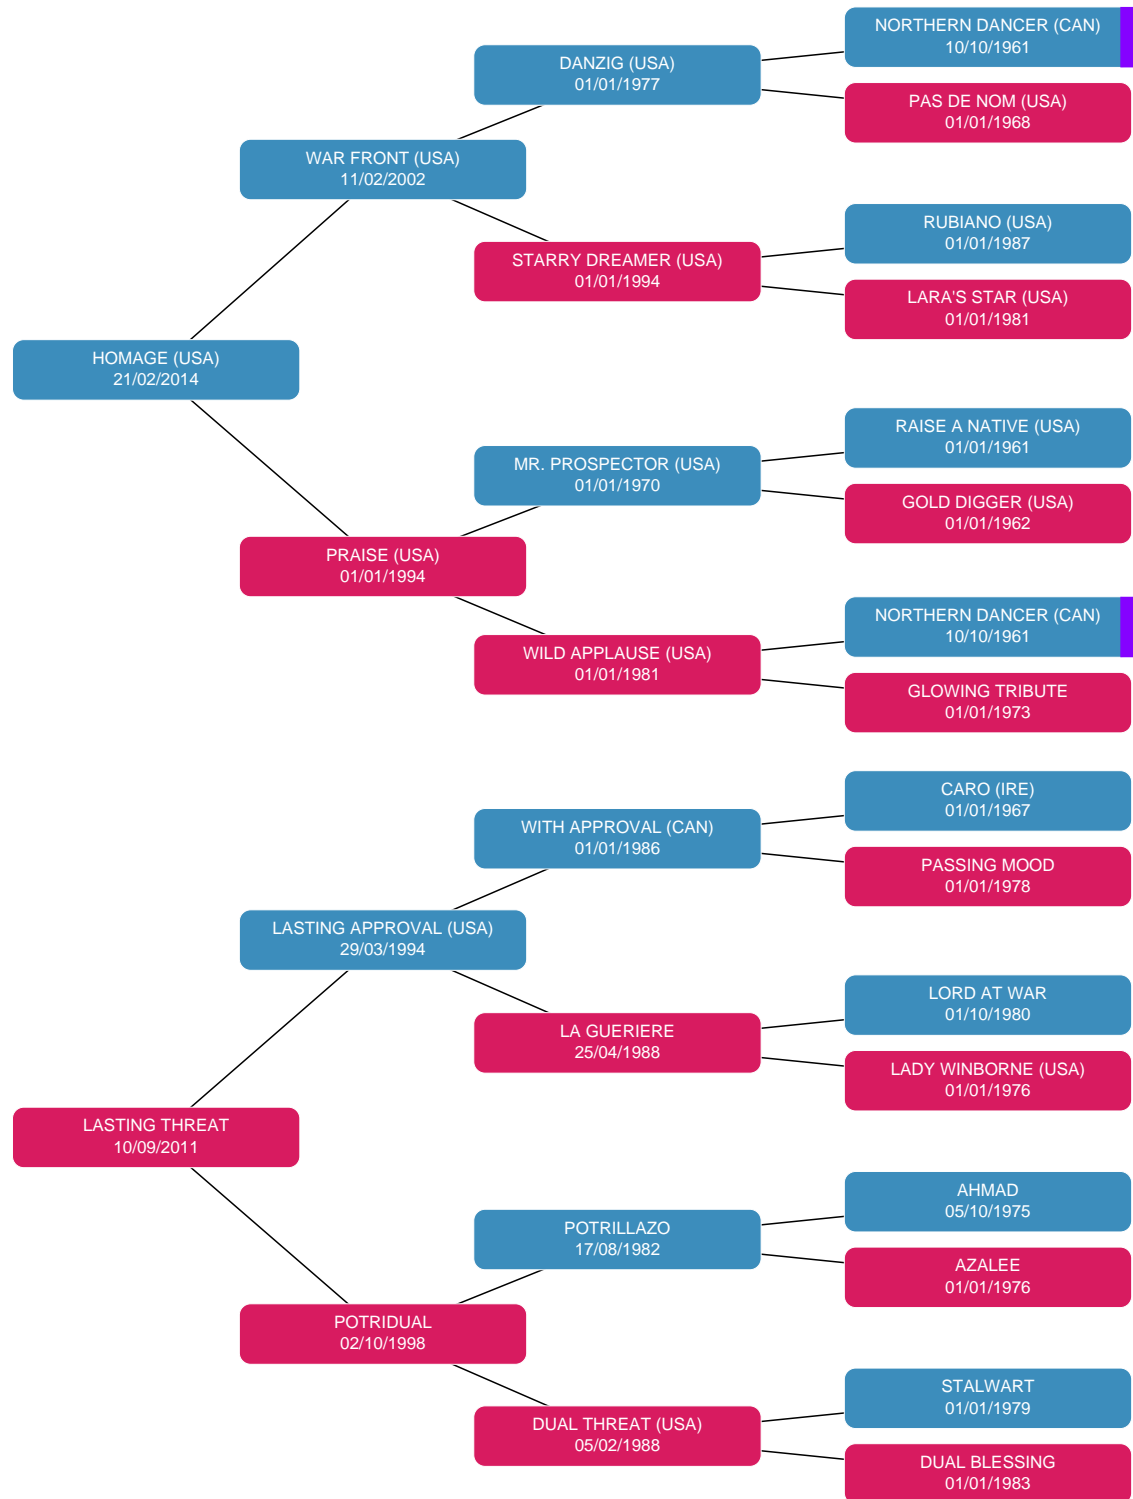 NORTHERN DANCER (CAN)
10/10/1961
DANZIG (USA)
01/01/1977
PAS DE NOM (USA)
01/01/1968
WAR FRONT (USA)
11/02/2002
RUBIANO (USA)
01/01/1987
STARRY DREAMER (USA)
01/01/1994
LARA'S STAR (USA)
01/01/1981
HOMAGE (USA)
21/02/2014
RAISE A NATIVE (USA)
01/01/1961
MR. PROSPECTOR (USA)
01/01/1970
GOLD DIGGER (USA)
01/01/1962
PRAISE (USA)
01/01/1994
NORTHERN DANCER (CAN)
10/10/1961
WILD APPLAUSE (USA)
01/01/1981
GLOWING TRIBUTE
01/01/1973
CARO (IRE)
01/01/1967
WITH APPROVAL (CAN)
01/01/1986
PASSING MOOD
01/01/1978
LASTING APPROVAL (USA)
29/03/1994
LORD AT WAR
01/10/1980
LA GUERIERE
25/04/1988
LADY WINBORNE (USA)
01/01/1976
LASTING THREAT
10/09/2011
AHMAD
05/10/1975
POTRILLAZO
17/08/1982
AZALEE
01/01/1976
POTRIDUAL
02/10/1998
STALWART
01/01/1979
DUAL THREAT (USA)
05/02/1988
DUAL BLESSING
01/01/1983